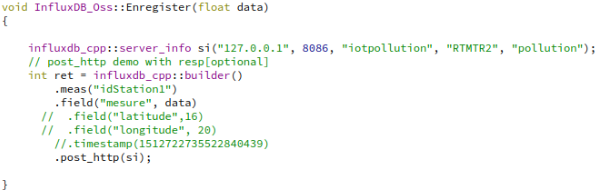 void InfluxDB_Oss::Enregister(float data)
{
influxdb_cpp::server_info si("127.0.0.1", 8086, "iotpollution", "RTMTR2", "pollution");
// post_http demo with resp[optional]
int ret = influxdb_cpp::builder()
.meas("idStation1")
.field("mesure", data)
// .field("latitude",16)
// .field("longitude", 20)
//.timestamp(1512722735522840439)
.post_http(si);
}